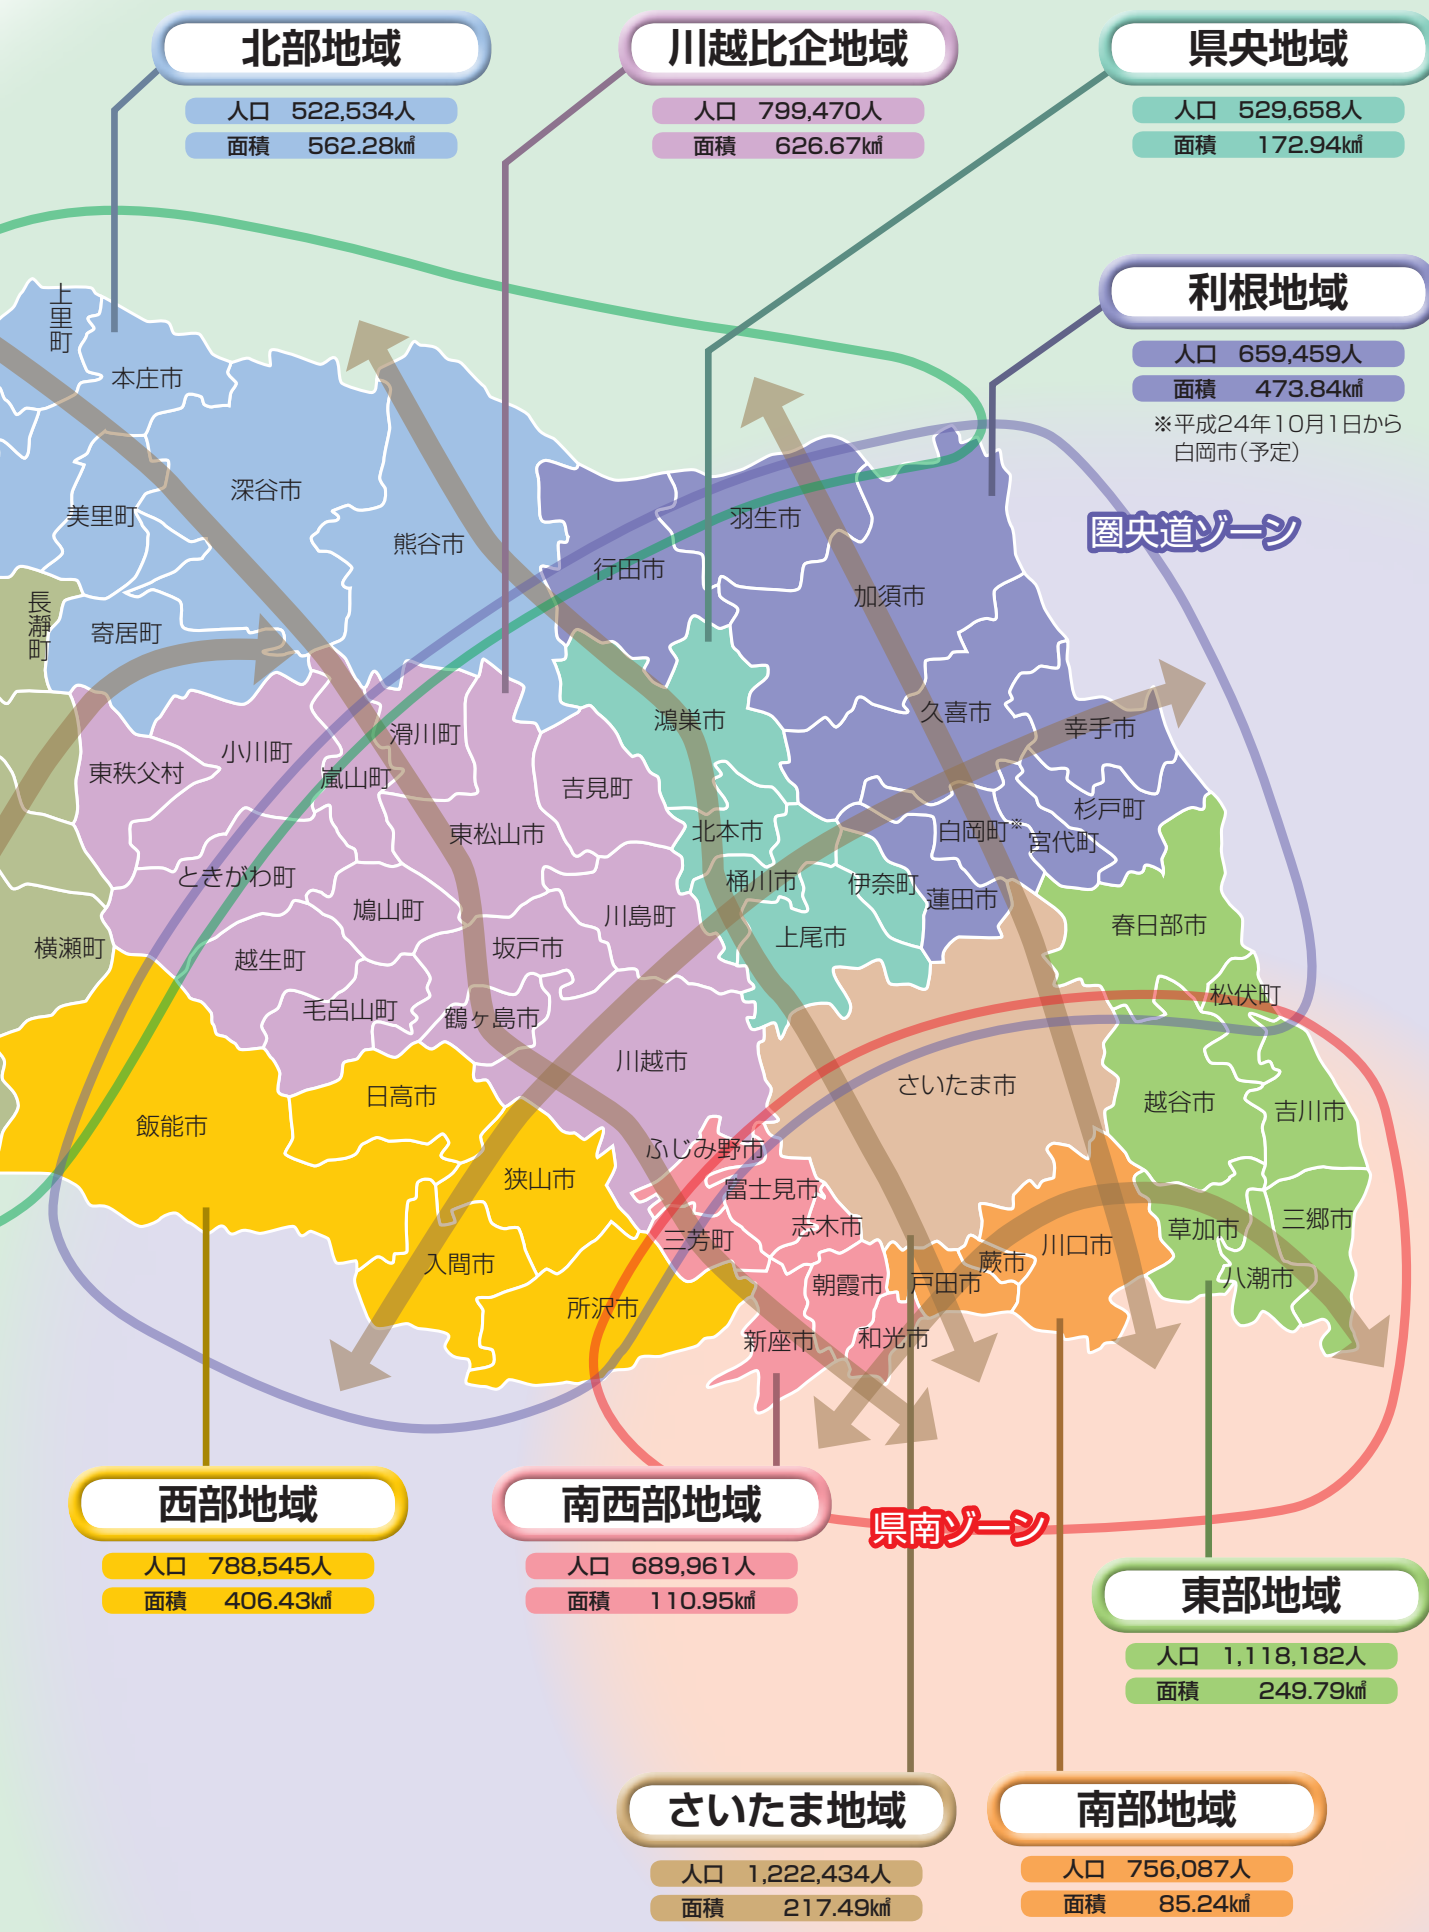 北部地域
人口 522,534人
面積 562.28㎢
川越比企地域
人口 799,470人
面積 626.67㎢
県央地域
人口 529,658人
面積 172.94㎢
利根地域
人口 659,459人
面積 473.84㎢
※平成24年10月1日から
白岡市(予定)
圏央道ゾーン
上里町
本庄市
深谷市
美里町
熊谷市
長瀞町
寄居町
羽生市
行田市
加須市
鴻巣市
久喜市
幸手市
滑川町
小川町
東秩父村
嵐山町
吉見町
杉戸町
東松山市
北本市
白岡町※
宮代町
ときがわ町
桶川市
伊奈町
蓮田市
鳩山町
川島町
上尾市
春日部市
横瀬町
越生町
坂戸市
松伏町
毛呂山町
鶴ヶ島市
川越市
さいたま市
日高市
越谷市
吉川市
飯能市
ふじみ野市
狭山市
富士見市
志木市
三芳町
草加市
三郷市
川口市
入間市
蕨市
朝霞市
戸田市
八潮市
所沢市
新座市
和光市
西部地域
人口 788,545人
面積 406.43㎢
南西部地域
人口 689,961人
面積 110.95㎢
県南ゾーン
東部地域
人口 1,118,182人
面積 249.79㎢
さいたま地域
人口 1,222,434人
面積 217.49㎢
南部地域
人口 756,087人
面積 85.24㎢